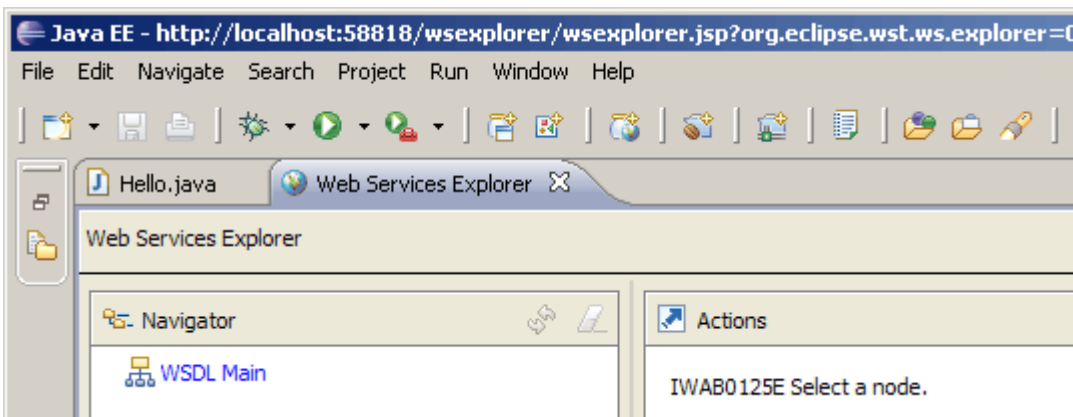 Java EE - http://localhost:58818/wsexplorer/wsexplorer.jsp?org.eclipse.wst.ws.explorer=
File Edit Navigate Search Project Run Window Help
Hello.java Web Services Explorer
Web Services Explorer
Navigator Actions
WSDL Main
IWAB0125E Select a node.